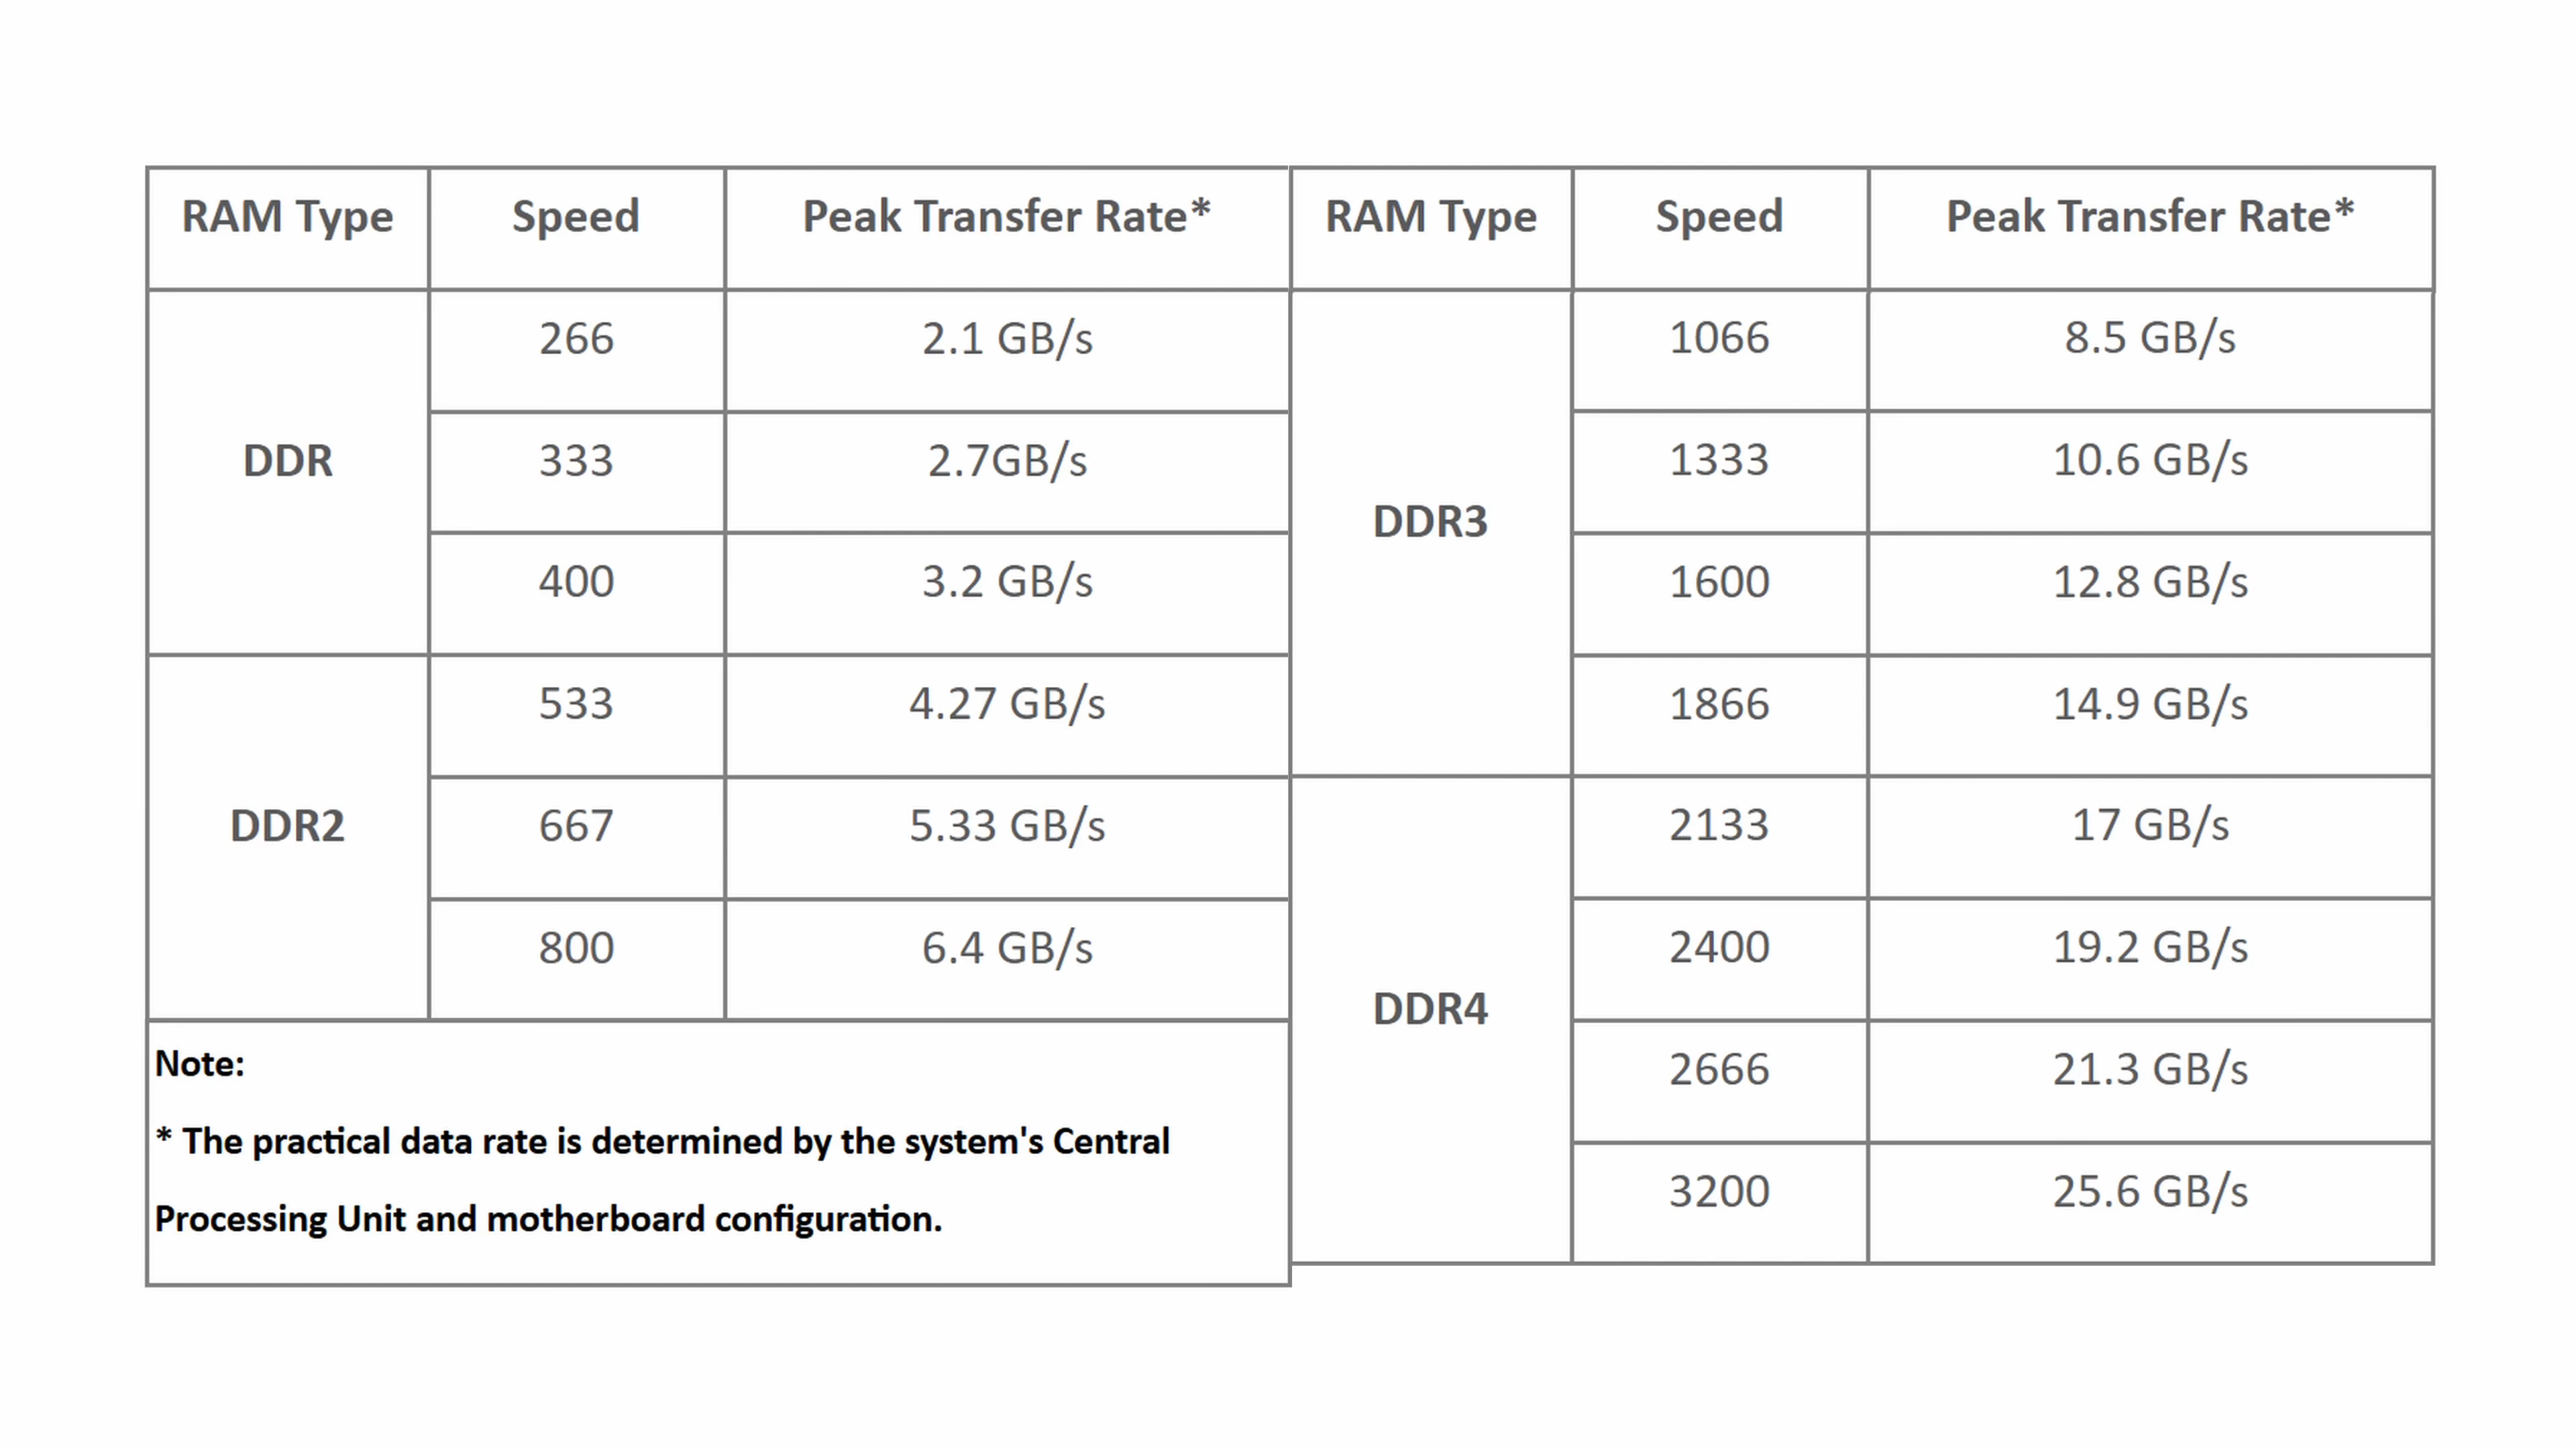 RAM Type Speed Peak Transfer Rate*
DDR
266 2.1 GB/s
333 2.7GB/s
400 3.2 GB/s
DDR2
533 4.27 GB/s
667 5.33 GB/s
800 6.4 GB/s
Note:
* The practical data rate is determined by the system's Central
Processing Unit and motherboard configuration.
RAM Type Speed Peak Transfer Rate*
DDR3
1066 8.5 GB/s
1333 10.6 GB/s
1600 12.8 GB/s
1866 14.9 GB/s
DDR4
2133 17 GB/s
2400 19.2 GB/s
2666 21.3 GB/s
3200 25.6 GB/s